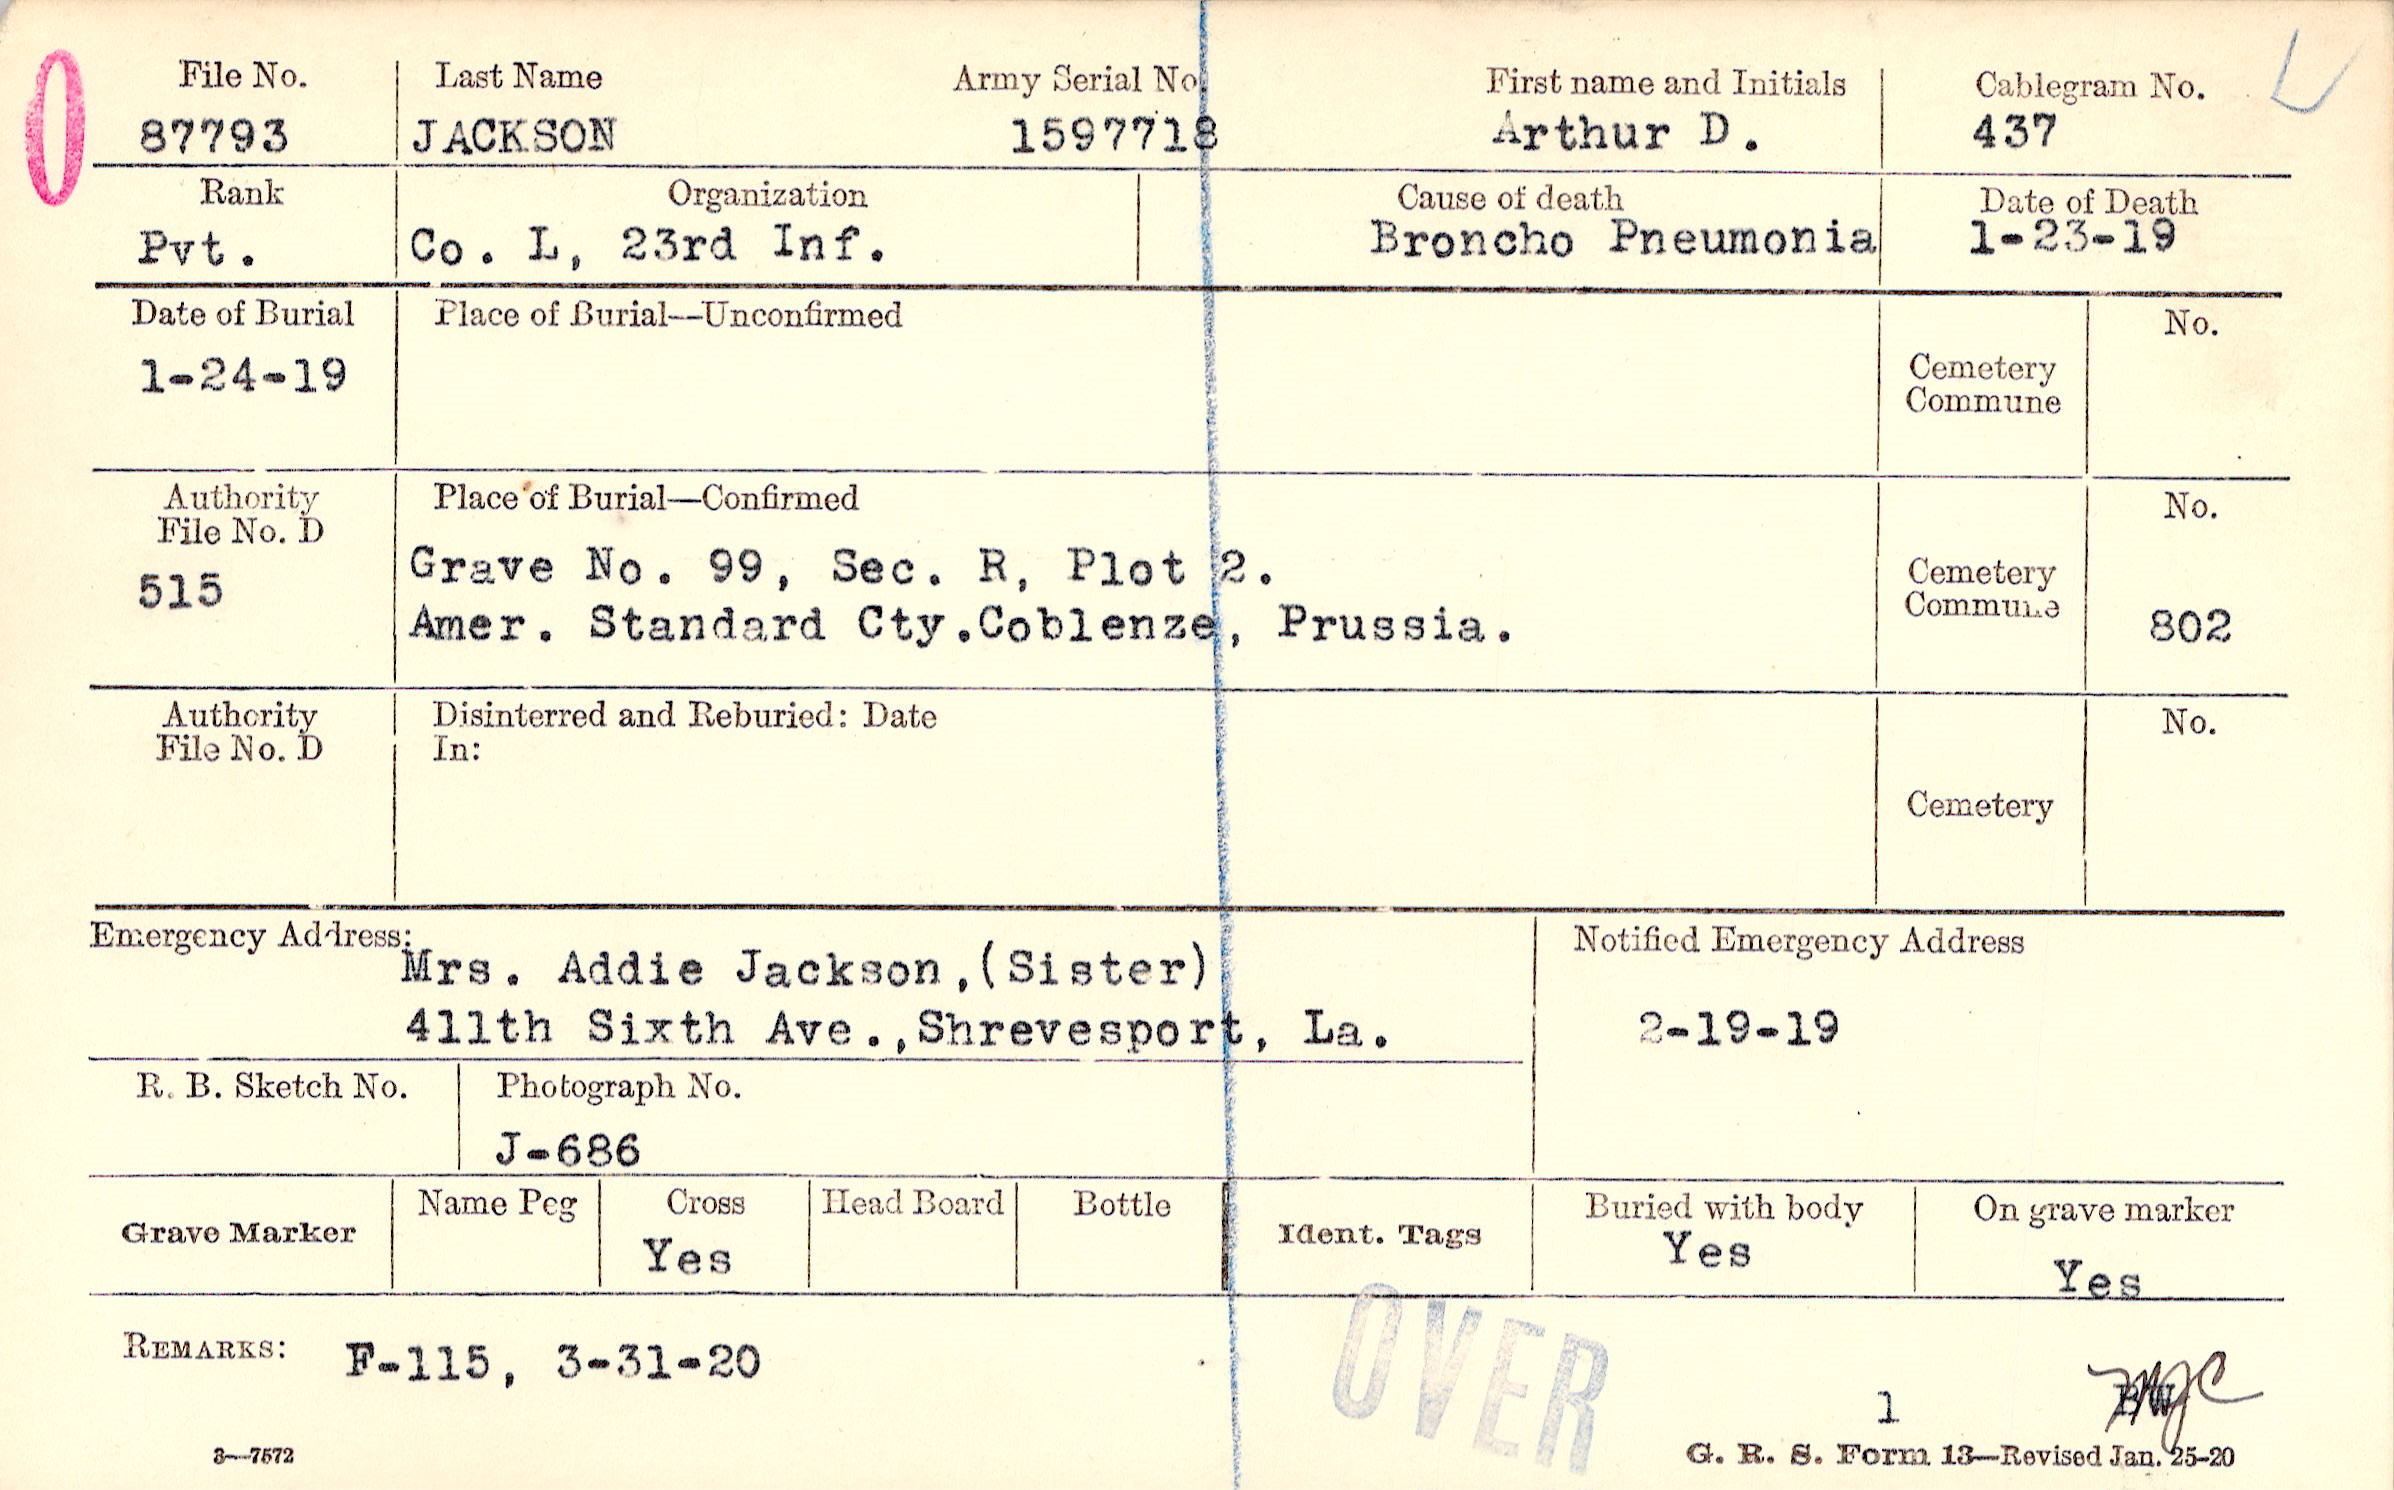 0
File No. Last Name Army Serial No. First name and Initials Cablegram No.
87793 JACKSON 1597718 Arthur D. 437
Rank Organization Cause of death Date of Death
Pvt. Co. L, 23rd Inf. Broncho Pneumonia 1-23-19
Date of Burial Place of Burial—Unconfirmed No.
1-24-19
Cemetery
Commune
Authority Place of Burial—Confirmed No.
File No. D
515 Grave No. 99, Sec. R, Plot 2. Cemetery
Amer. Standard Cty.Coblenze, Prussia. Commune 802
Authority Disinterred and Reburied: Date No.
File No. D In:
Cemetery
Emergency Address: Notified Emergency Address
Mrs. Addie Jackson,(Sister)
411th Sixth Ave.,Shrevesport, La. 2-19-19
R. B. Sketch No. Photograph No.
J-686
Grave Marker Name Peg Cross Head Board Bottle Ident. Tags Buried with body On grave marker
Yes Yes Yes
REMARKS: F-115, 3-31-20
OVER
1
3—7572 G. R. S. Form 13—Revised Jan. 25-20